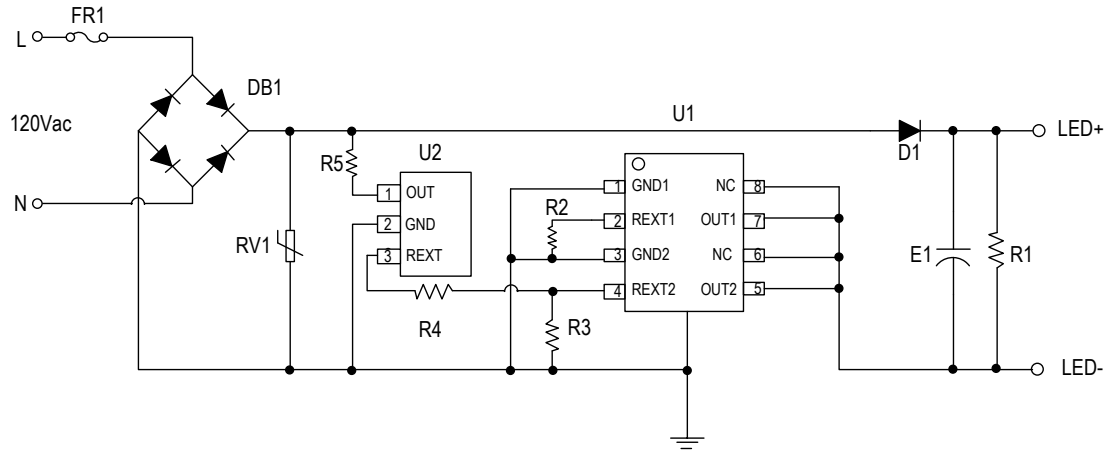 FR1
L
DB1
120Vac
U1
LED+
D1
R5
U2
N
1 OUT
2 GND
3 REXT
RV1
R4
R2
R3
1 GND1
2 REXT1
3 GND2
4 REXT2
NC 8
OUT1 7
NC 6
OUT2 5
E1
R1
LED-